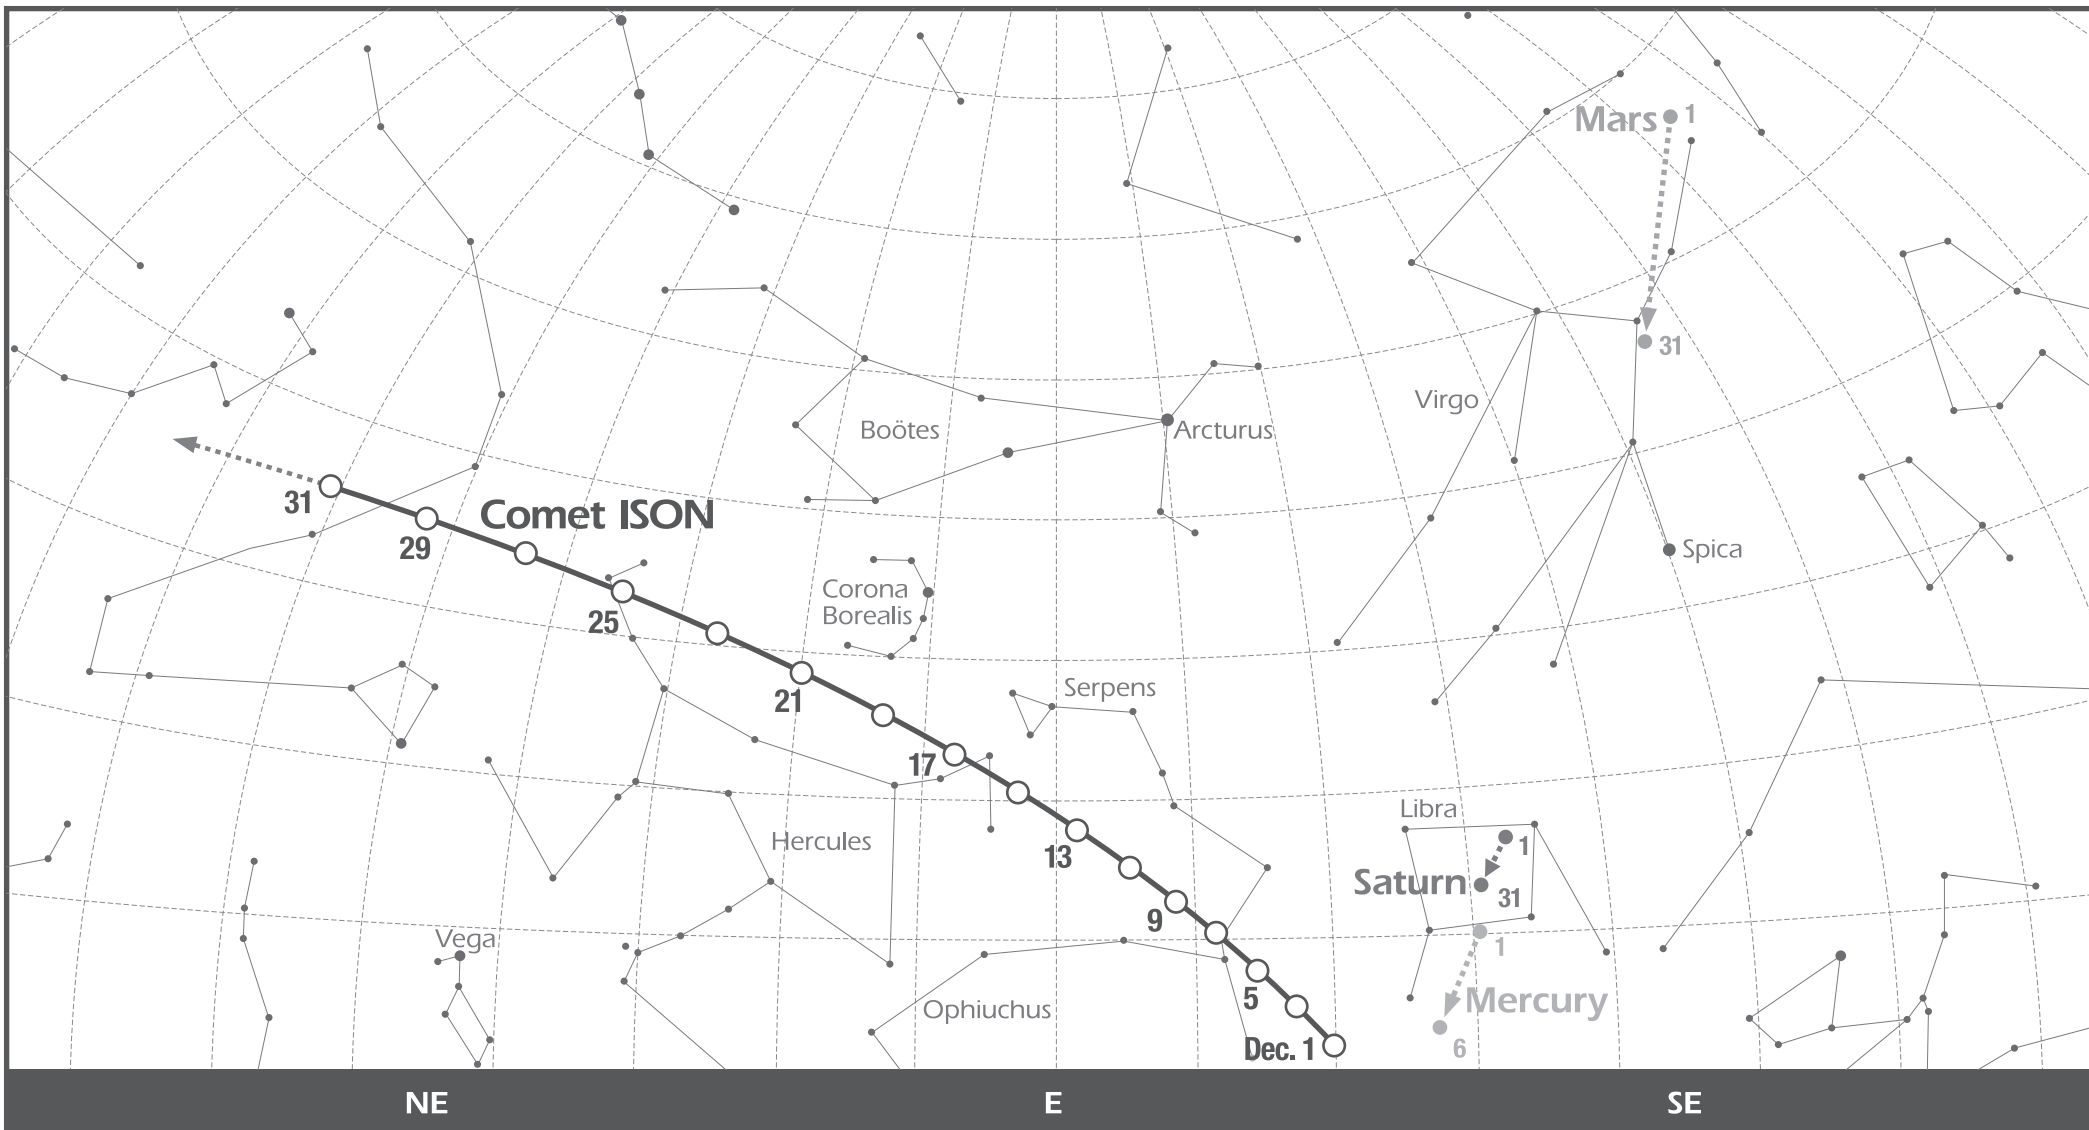 Mars
1
31
Virgo
Boötes
Arcturus
31
Comet ISON
29
Spica
Corona
Borealis
25
Serpens
21
17
Libra
Hercules
1
13
Saturn
31
9
Vega
1
5
Mercury
Ophiuchus
Dec. 1
6
NE
E
SE